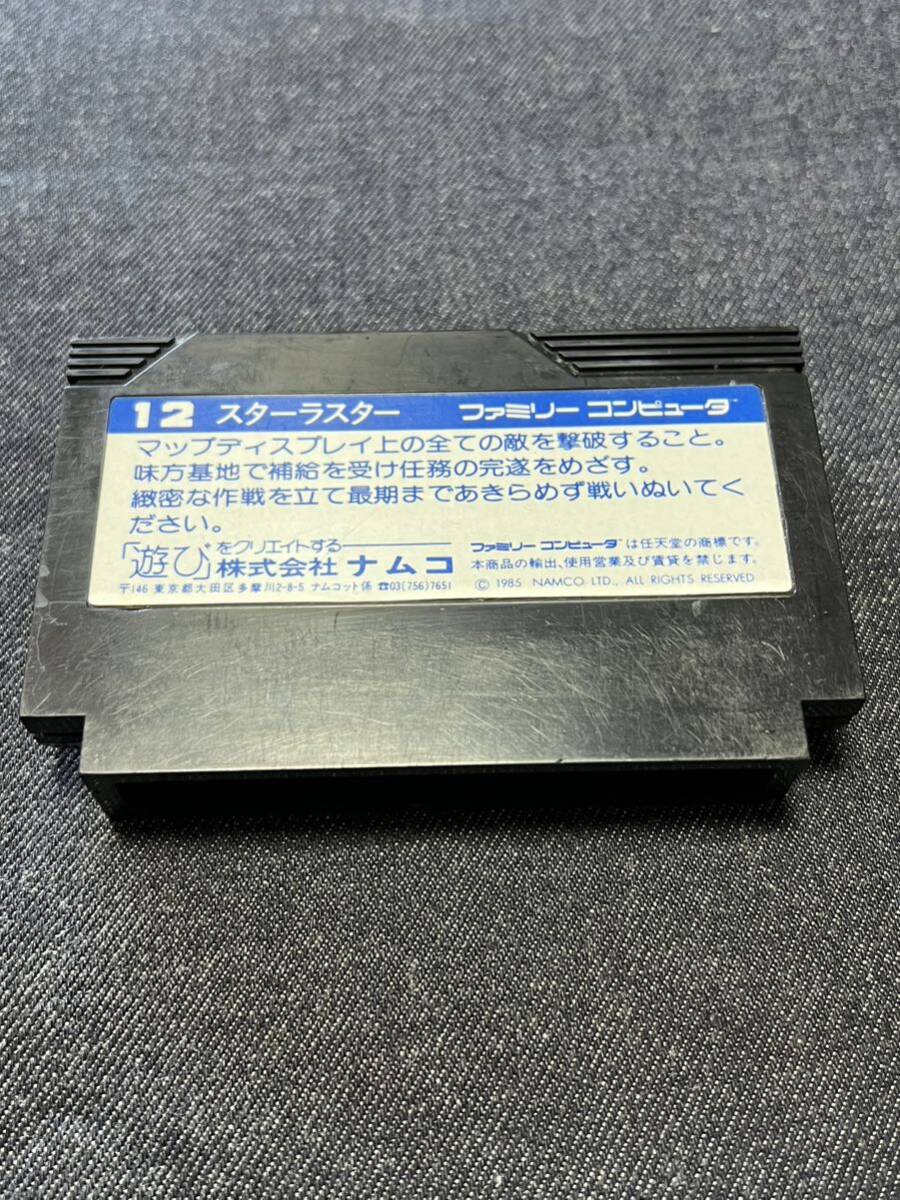 12 スターラスター ファミリー コンピュータ™
マップディスプレイ上の全ての敵を撃破すること。
味方基地で補給を受け任務の完遂をめざす。
緻密な作戦を立て最期まであきらめず戦いぬいてく
ださい。
「遊び」をクリエイトする
株式会社 ナムコ
〒146 東京都大田区多摩川2-8-5 ナムコット係 ☎03(756)7651
ファミリー コンピュータ™は任天堂の商標です。
本商品の輸出、使用営業及び賃貸を禁じます。
© 1985 NAMCO LTD., ALL RIGHTS RESERVED